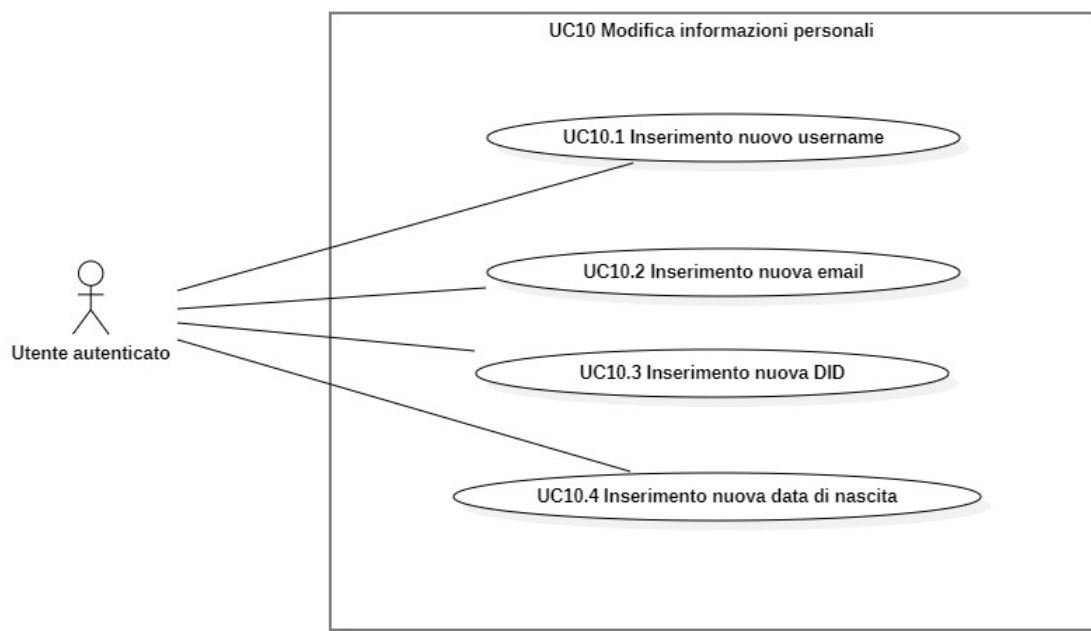 UC10 Modifica informazioni personali
UC10.1 Inserimento nuovo username
UC10.2 Inserimento nuova email
Utente autenticato
UC10.3 Inserimento nuova DID
UC10.4 Inserimento nuova data di nascita